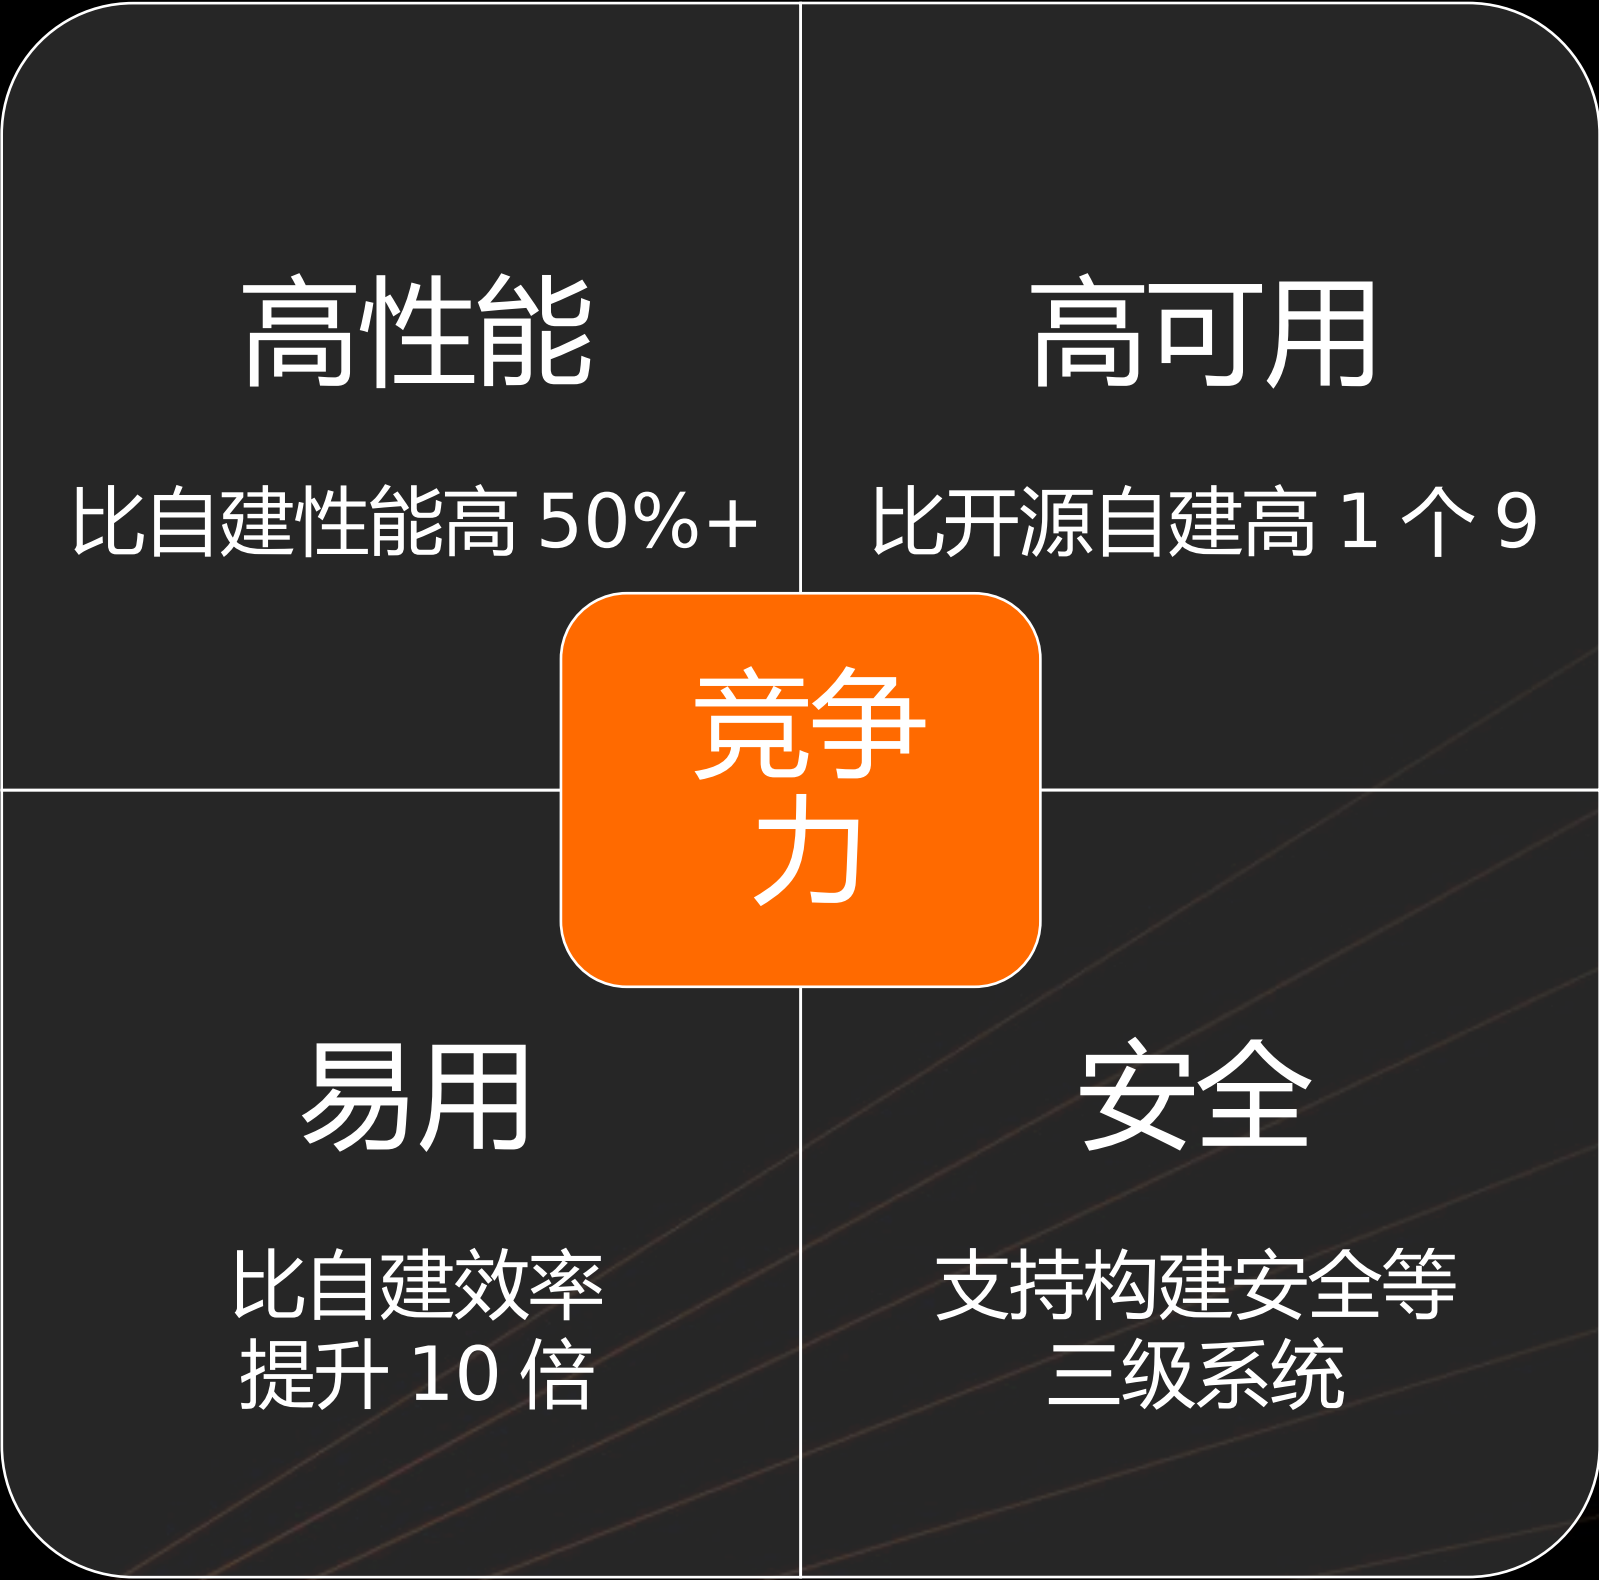 高性能
比自建性能高 50%+
高可用
比开源自建高 1 个 9
竞争
力
易用
比自建效率
提升 10 倍
安全
支持构建安全等
三级系统